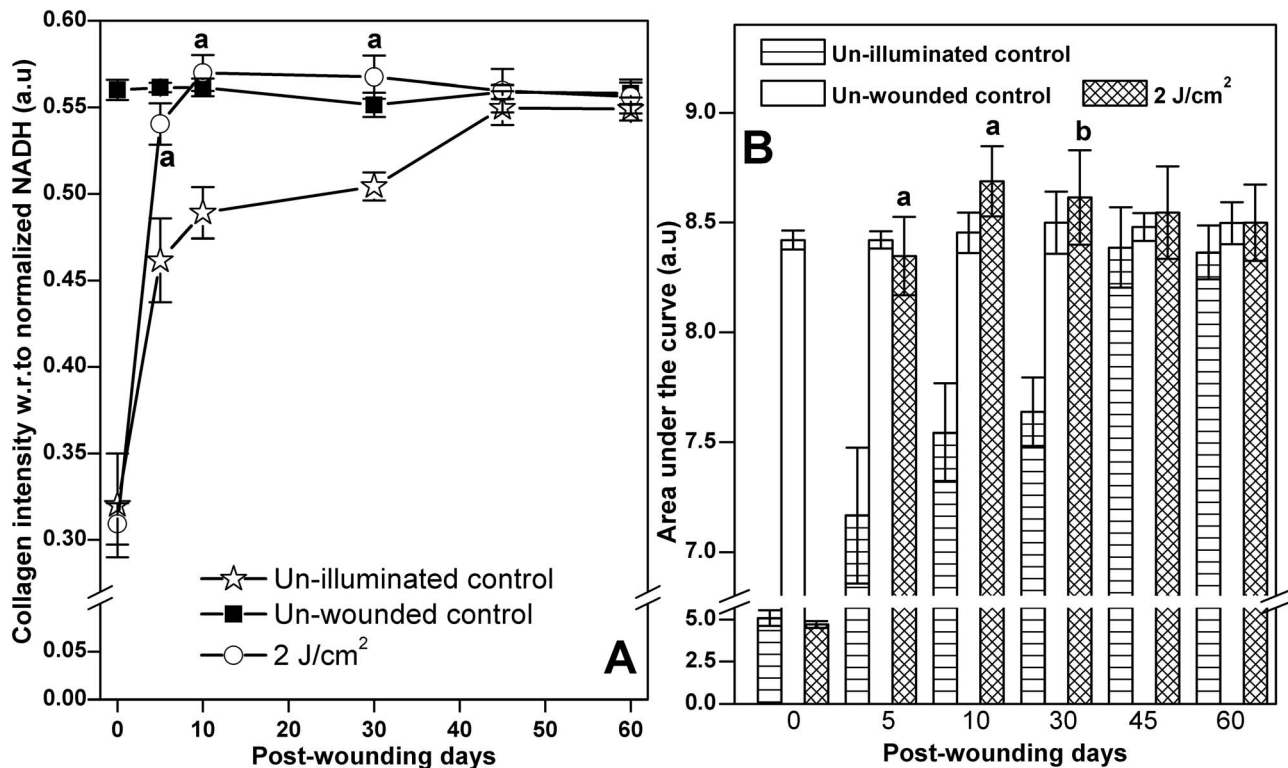 Collagen intensity w.r.to normalized NADH (a.u)
0.60
0.55
0.50
0.45
0.40
0.35
0.30
0.05
0.00
a
a
a
Un-illuminated control
Un-wounded control
2 J/cm²
A
0 10 20 30 40 50 60
Post-wounding days
Area under the curve (a.u)
Un-illuminated control
Un-wounded control 2 J/cm²
B
9.0
8.5
8.0
7.5
7.0
5.0
2.5
0.0
a
a
b
0 5 10 30 45 60
Post-wounding days